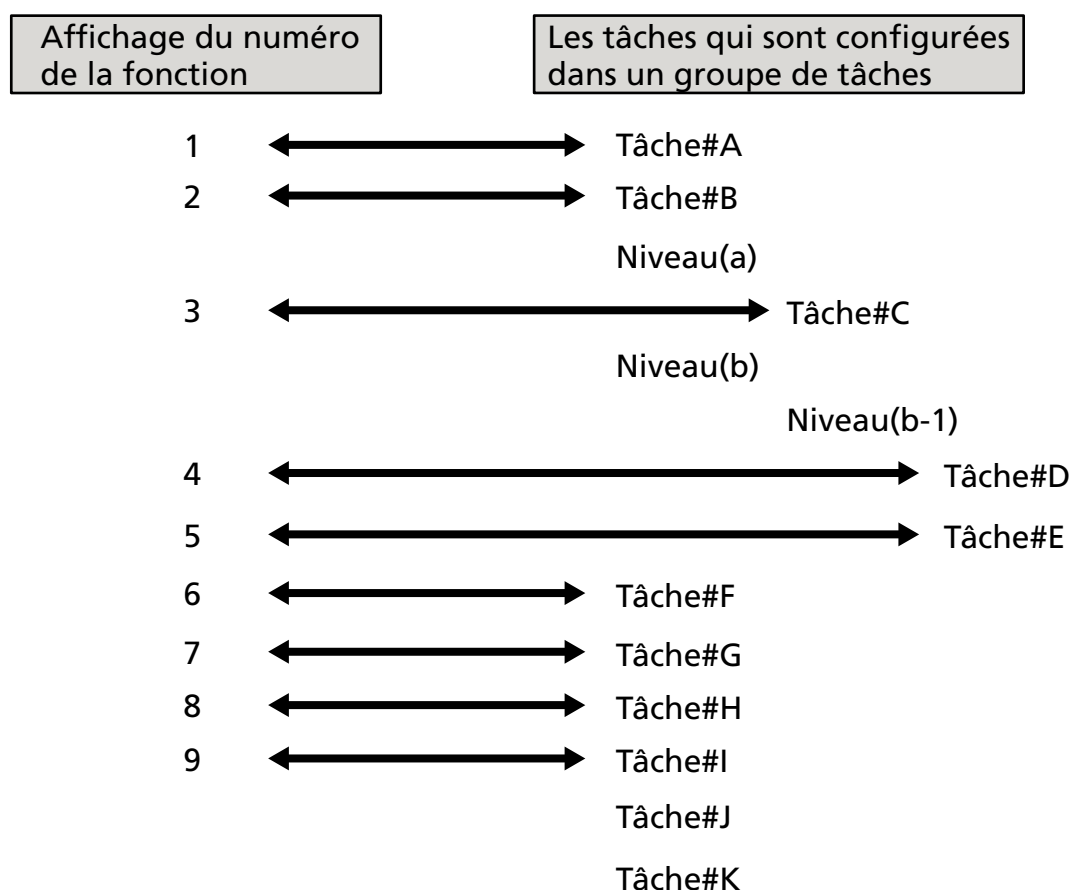 Affichage du numéro
de la fonction
Les tâches qui sont configurées
dans un groupe de tâches
1 Tâche#A
2 Tâche#B
Niveau(a)
3 Tâche#C
Niveau(b)
Niveau(b-1)
4 Tâche#D
5 Tâche#E
6 Tâche#F
7 Tâche#G
8 Tâche#H
9 Tâche#I
Tâche#J
Tâche#K